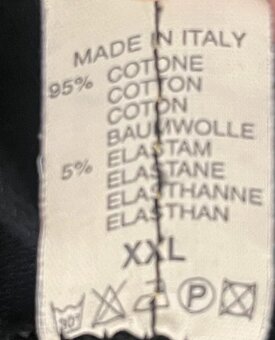 MADE IN ITALY
95% COTONE
COTTON
COTON
BAUMWOLLE
5% ELASTAM
ELASTANE
ELASTHANNE
ELASTHAN
XXL
30° P